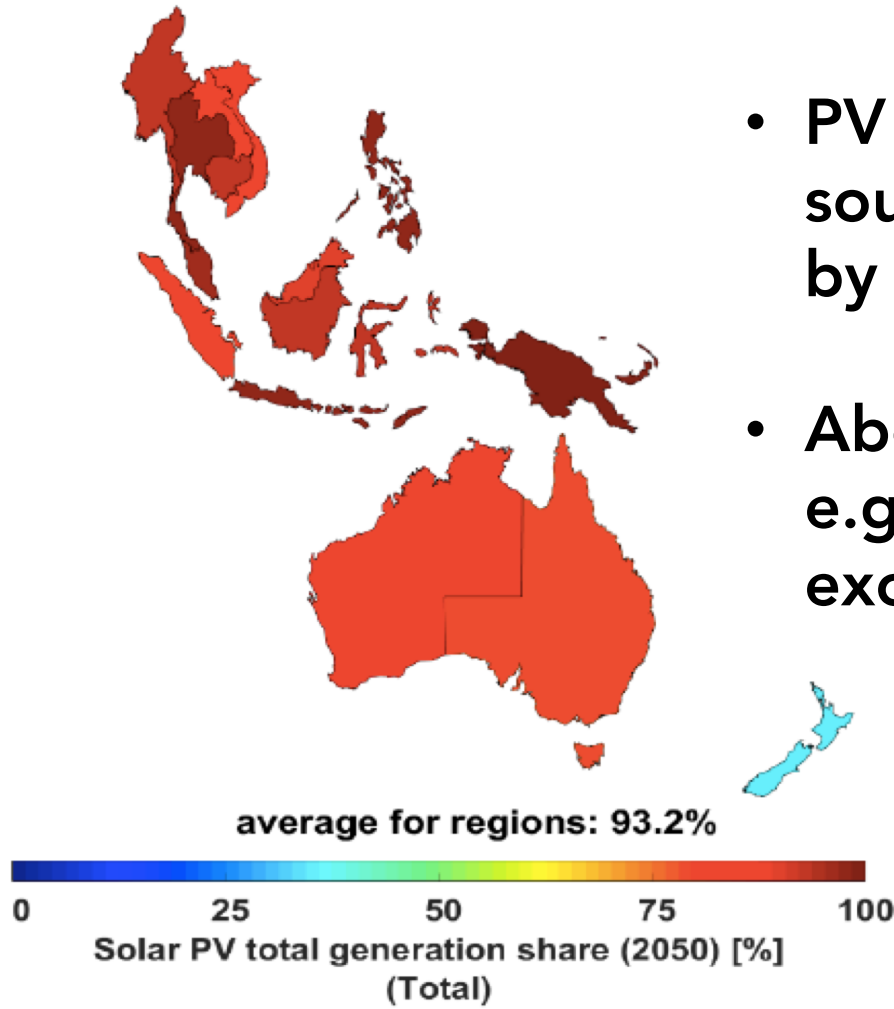 • PV
sou
by
• Ab
e.g
exc
average for regions: 93.2%
0 25 50 75 100
Solar PV total generation share (2050) [%]
(Total)